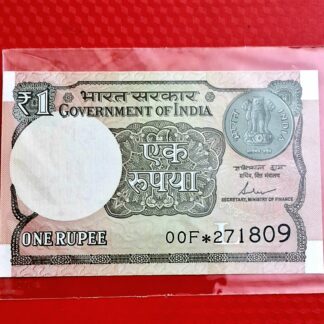 ₹1 भारत सरकार
GOVERNMENT OF INDIA
एक
रुपया
सचिव, वित्त मंत्रालय
SECRETARY, MINISTRY OF FINANCE
ONE RUPEE
00F*271809